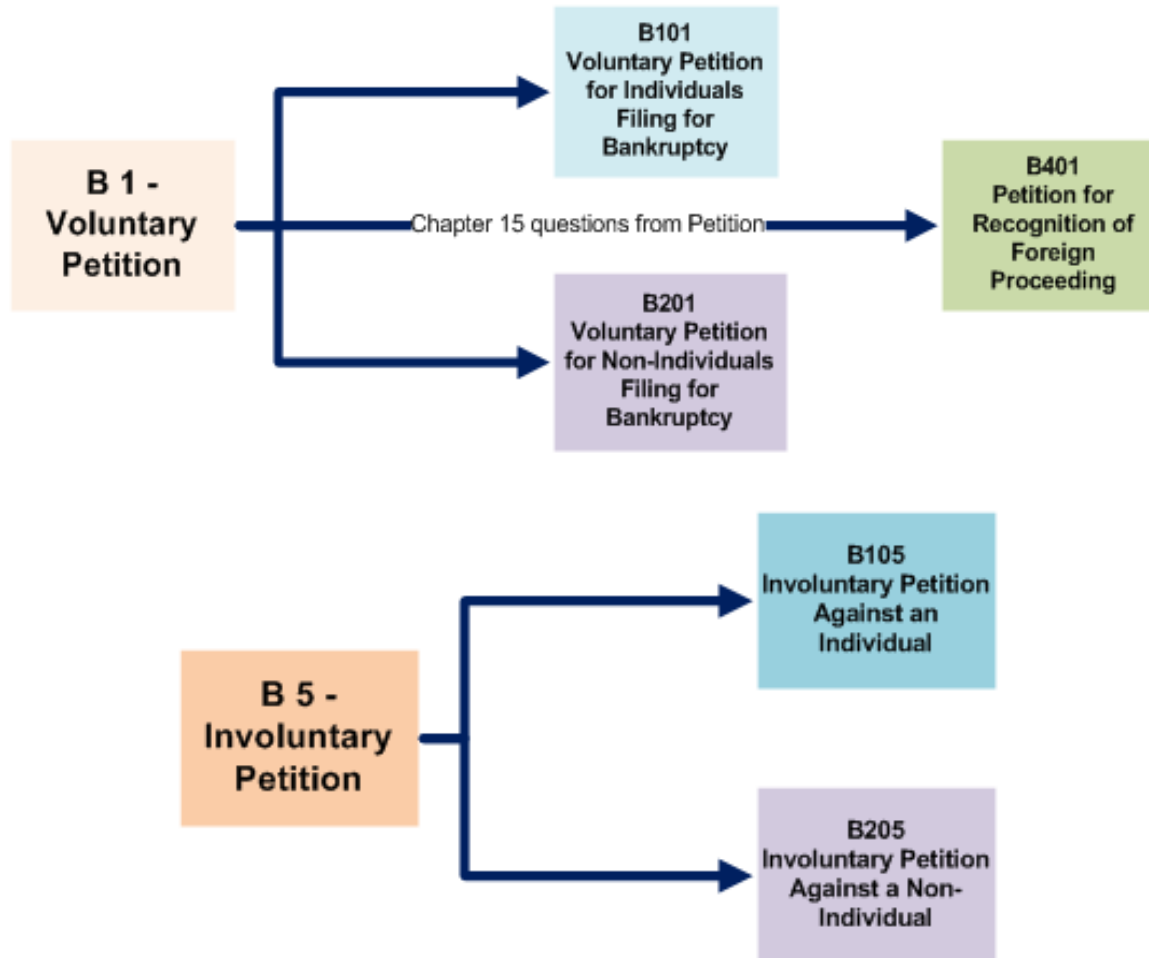 B101
Voluntary Petition
for Individuals
Filing for
Bankruptcy
B 1 -
Voluntary
Petition
Chapter 15 questions from Petition
B401
Petition for
Recognition of
Foreign
Proceeding
B201
Voluntary Petition
for Non-Individuals
Filing for
Bankruptcy
B105
Involuntary Petition
Against an
Individual
B 5 -
Involuntary
Petition
B205
Involuntary Petition
Against a Non-
Individual